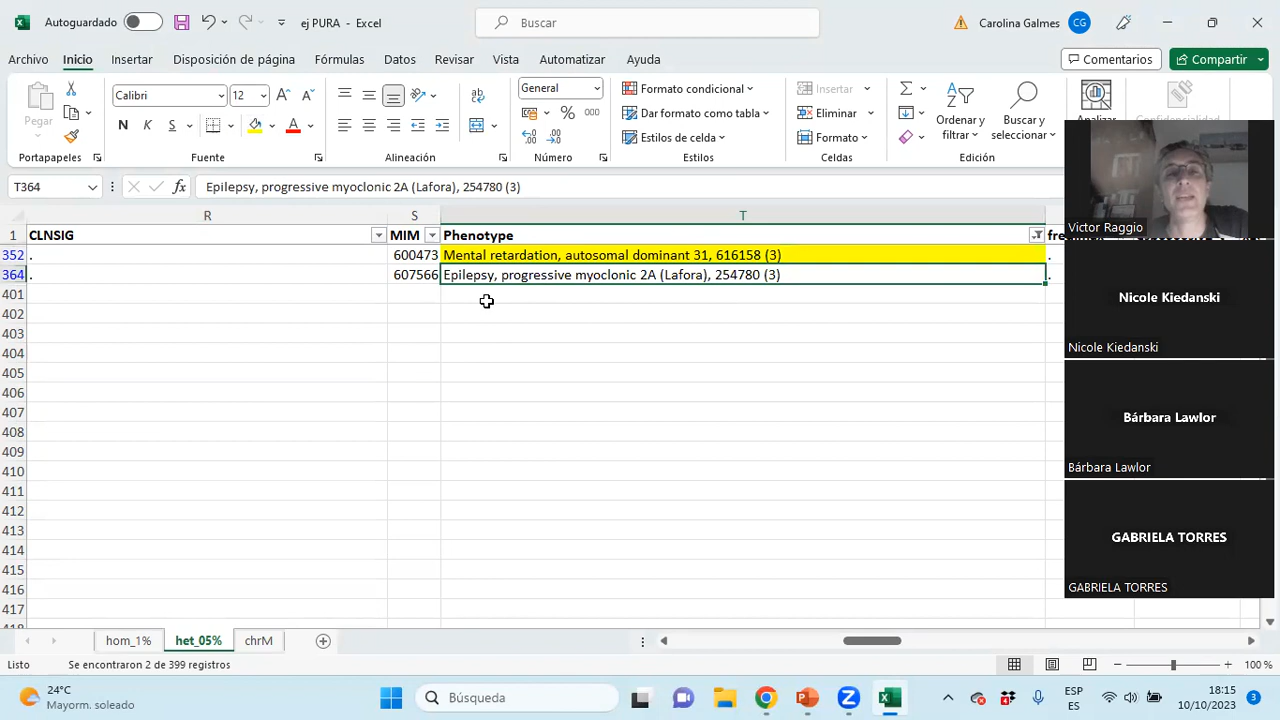 Autoguardado
ej PURA - Excel
Buscar
Carolina Galmes
CG
Archivo Inicio Insertar Disposición de página Fórmulas Datos Revisar Vista Automatizar Ayuda
Comentarios
Compartir
Pegar
Portapapeles
Calibri
12
N K S
Fuente
Alineación
General
% 000
Número
Formato condicional
Dar formato como tabla
Estilos de celda
Estilos
Insertar
Eliminar
Formato
Celdas
Ordenar y filtrar
Buscar y seleccionar
Edición
Analizar
Confidencialidad
T364
fx
Epilepsy, progressive myoclonic 2A (Lafora), 254780 (3)
R S T
1 CLNSIG MIM Phenotype
352 . 600473 Mental retardation, autosomal dominant 31, 616158 (3) .
364 . 607566 Epilepsy, progressive myoclonic 2A (Lafora), 254780 (3) .
401
402
403
404
405
406
407
408
409
410
411
412
413
414
415
416
417
Victor Raggio
Nicole Kiedanski
Nicole Kiedanski
Bárbara Lawlor
Bárbara Lawlor
GABRIELA TORRES
GABRIELA TORRES
hom_1% het_05% chrM
Listo
Se encontraron 2 de 399 registros
100 %
24°C
Mayorm. soleado
Búsqueda
ESP
ES
18:15
10/10/2023
3